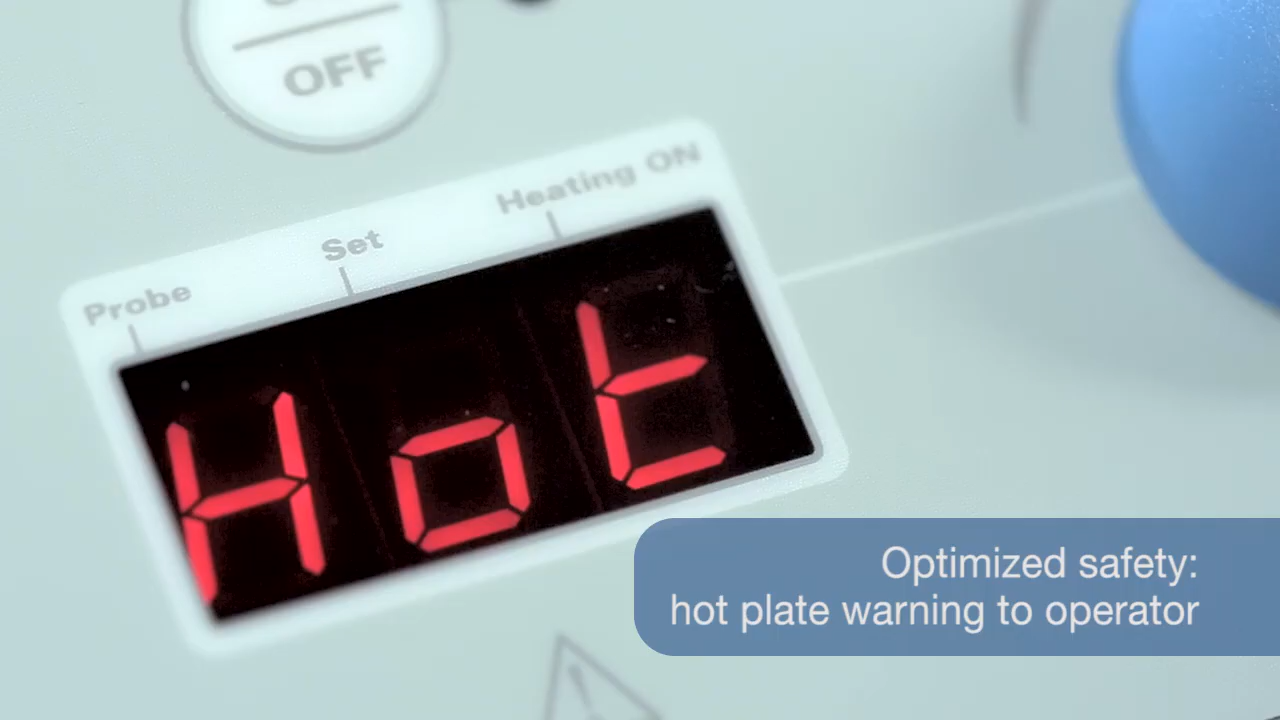 OFF
Heating ON
Set
Probe
Hot
Optimized safety:
hot plate warning to operator